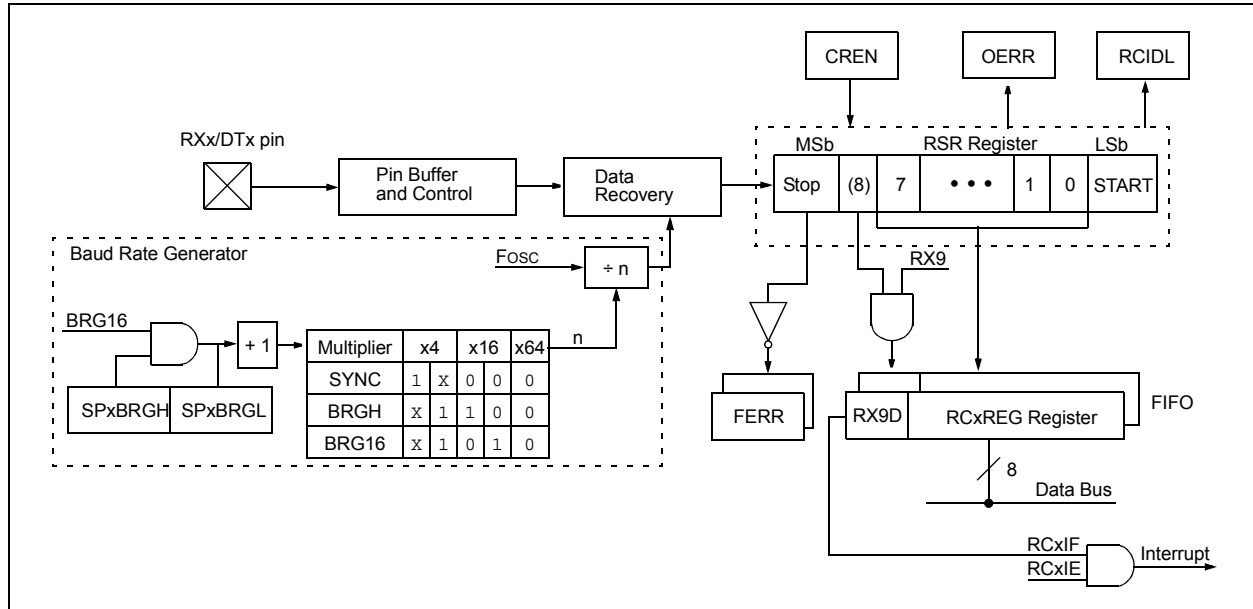 CREN
OERR
RCIDL
RXx/DTx pin
MSb
RSR Register
LSb
Pin Buffer
and Control
Data
Recovery
Stop (8) 7 • • • 1 0 START
Baud Rate Generator
FOSC
÷ n
RX9
BRG16
+ 1
n
Multiplier x4 x16 x64
SYNC 1 X 0 0 0
BRGH X 1 1 0 0
BRG16 X 1 0 1 0
SPxBRGH SPxBRGL
FERR
RX9D
RCxREG Register
FIFO
8
Data Bus
RCxIF
RCxIE
Interrupt